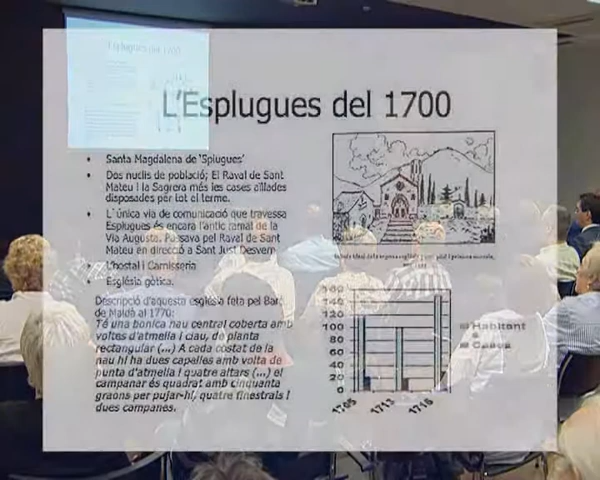 L'Esplugues del 1700
• Santa Magdalena de 'Splugues'
• Dos nuclis de població; El Raval de Sant
Mateu i la Sagrera més les cases aïllades
disposades per tot el terme.
• L' única via de comunicació que travessa
Esplugues és encara l'antic ramal de la
Via Augusta. Passava pel Raval de Sant
Mateu en direcció a Sant Just Desvern
• L'hostal i Carnisseria
• Església gòtica.
Descripció d'aquesta església feta pel Baró
de Maldà al 1770:
Té una bonica nau central coberta amb
voltes d'atmella i clau, de planta
rectangular (...) A cada costat de la
nau hi ha dues capelles amb volta de
punta d'atmella i quatre altars (...) el
campanar és quadrat amb cinquanta
graons per pujar-hi, quatre finestrals i
dues campanes.
160
140
120
100
80
60
40
20
0
Habitant
Cases
L'Esplugues del 1700